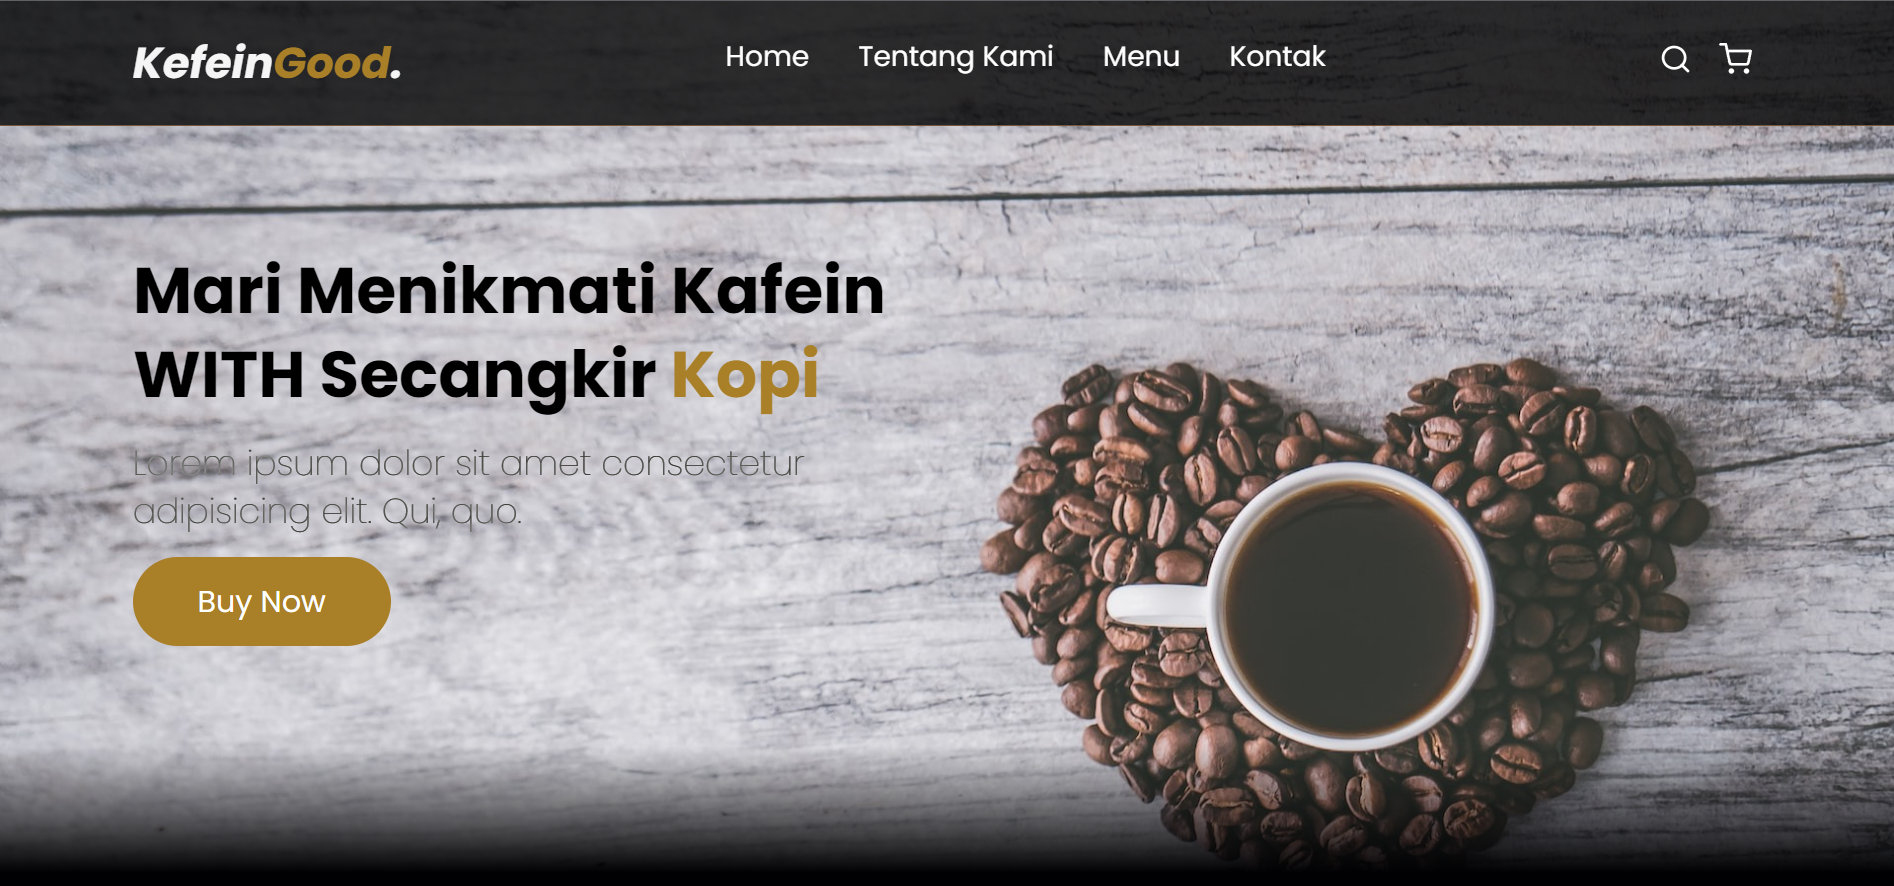 KefeinGood.
Home Tentang Kami Menu Kontak
Mari Menikmati Kafein
WITH Secangkir Kopi
Lorem ipsum dolor sit amet consectetur
adipisicing elit. Qui, quo.
Buy Now